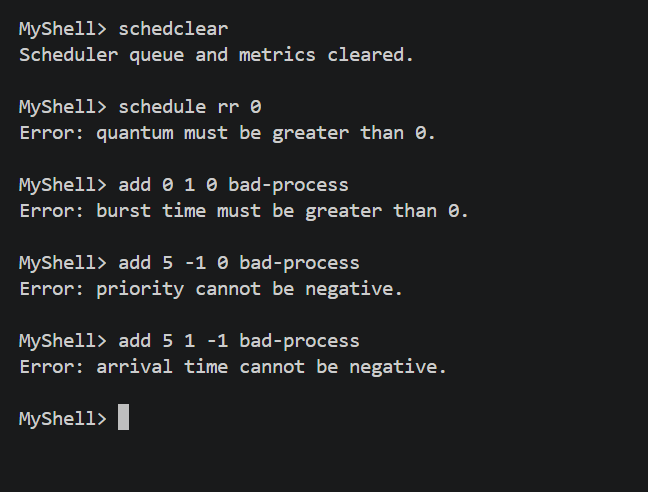 MyShell> schedclear
Scheduler queue and metrics cleared.
MyShell> schedule rr 0
Error: quantum must be greater than 0.
MyShell> add 0 1 0 bad-process
Error: burst time must be greater than 0.
MyShell> add 5 -1 0 bad-process
Error: priority cannot be negative.
MyShell> add 5 1 -1 bad-process
Error: arrival time cannot be negative.
MyShell>